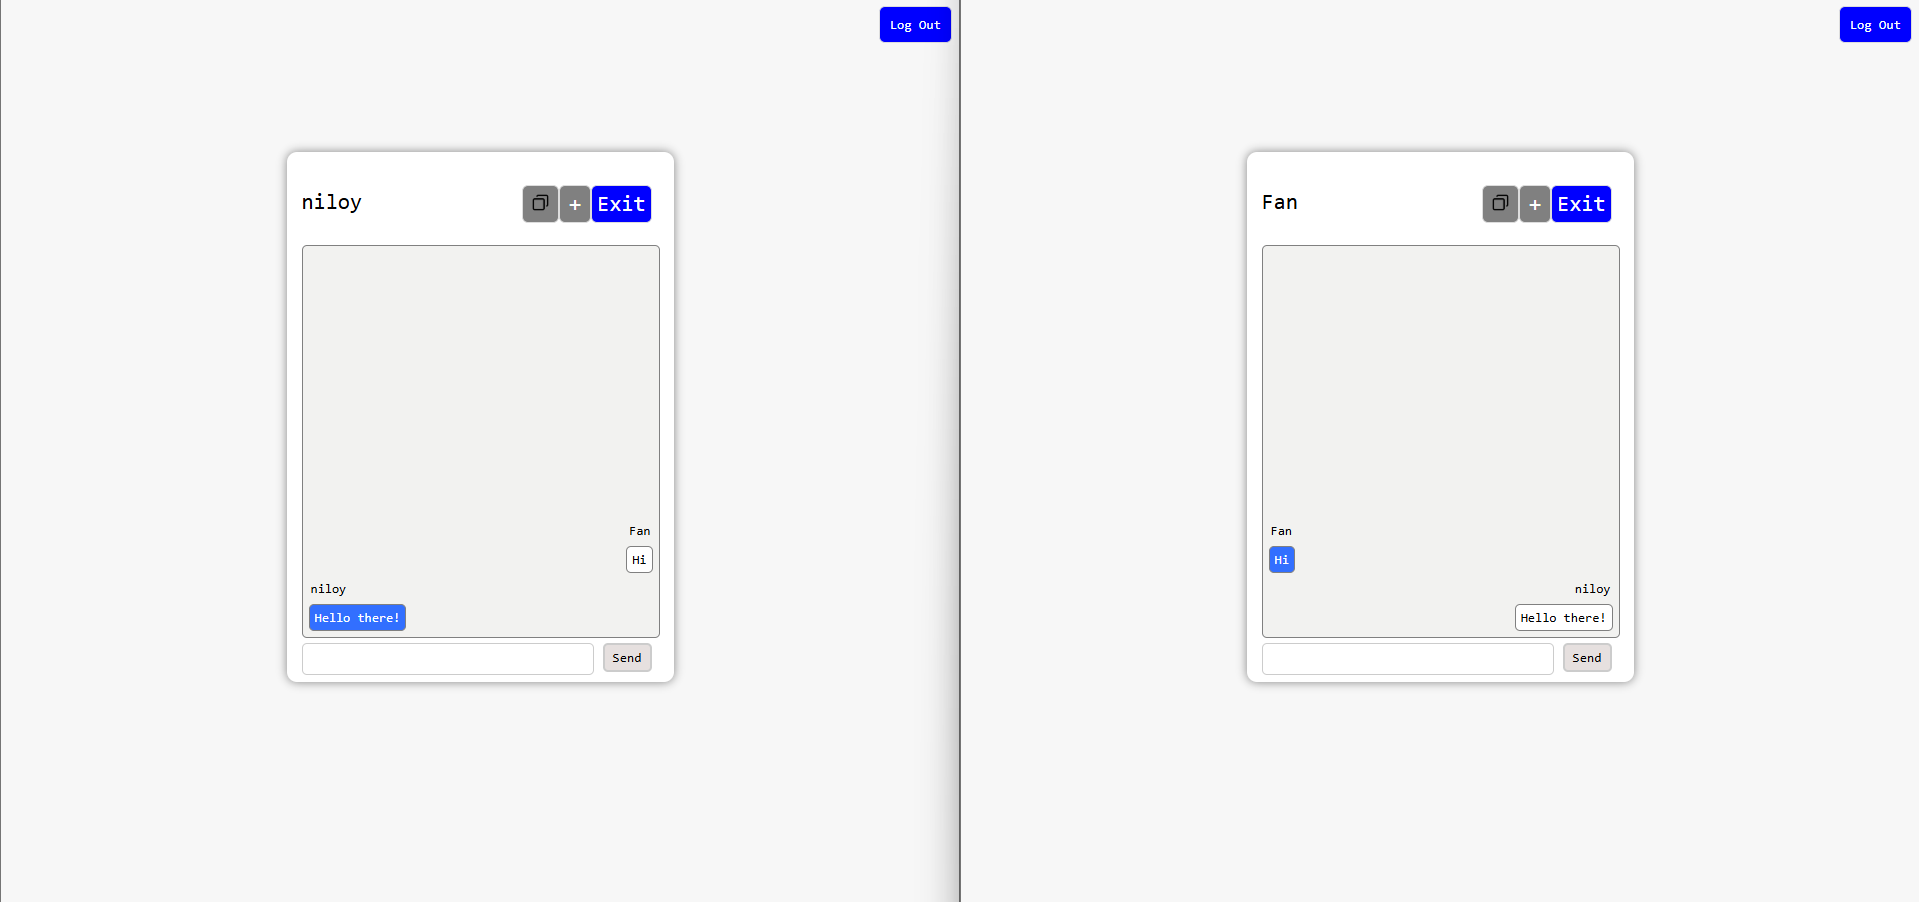 Log Out
niloy
+ Exit
Fan
Hi
niloy
Hello there!
Send
Log Out
Fan
+ Exit
Fan
Hi
niloy
Hello there!
Send